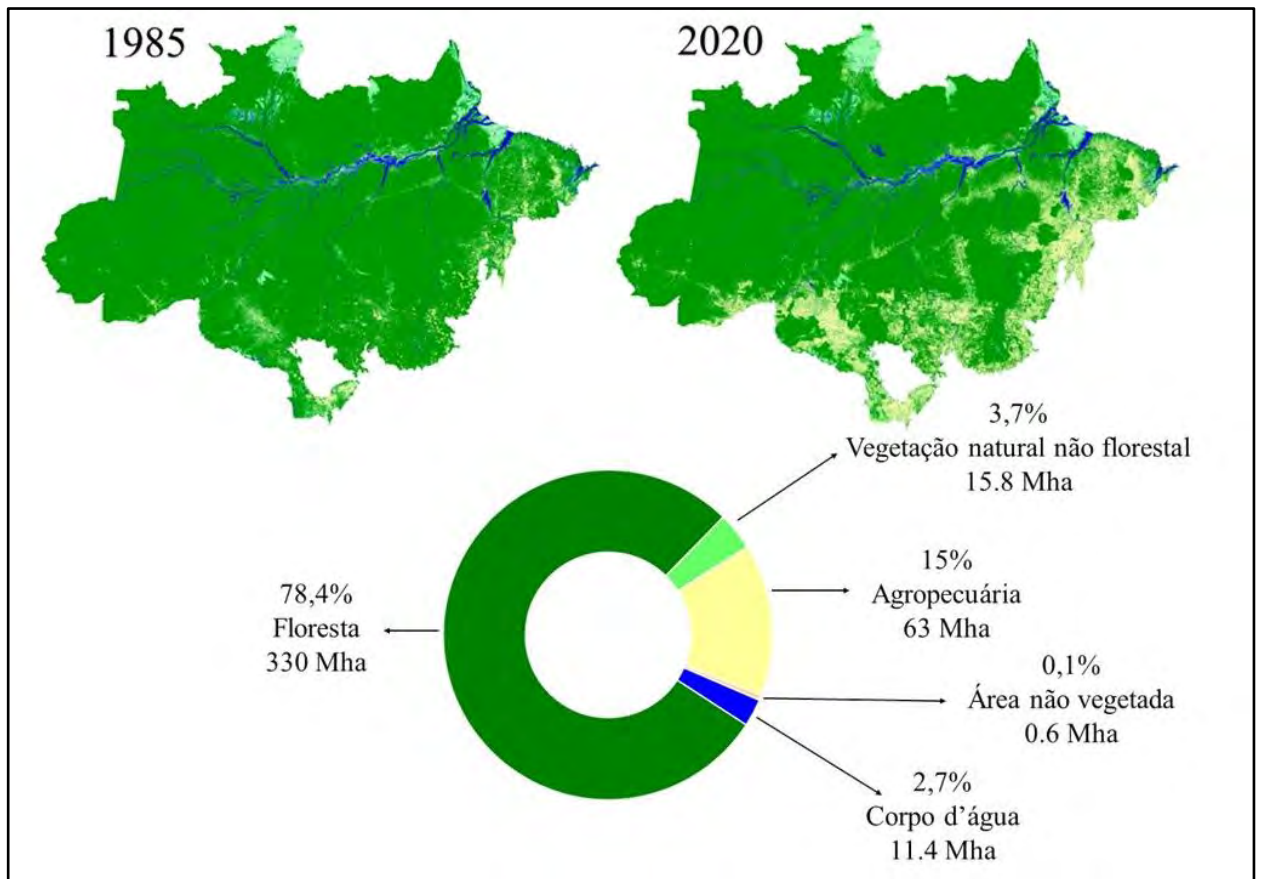 1985
2020
3,7%
Vegetação natural não florestal
15.8 Mha
15%
Agropecuária
63 Mha
78,4%
Floresta
330 Mha
0,1%
Área não vegetada
0.6 Mha
2,7%
Corpo d’água
11.4 Mha